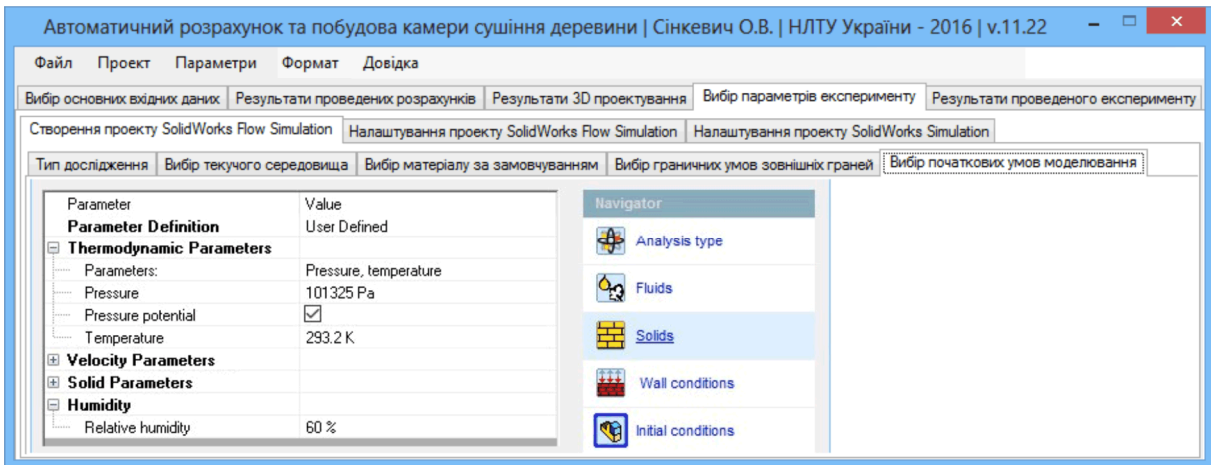 Автоматичний розрахунок та побудова камери сушіння деревини | Сінкевич О.В. | НЛТУ України - 2016 | v.11.22
Файл Проект Параметри Формат Довідка
Вибір основних вхідних даних Результати проведених розрахунків Результати 3D проектування Вибір параметрів експерименту Результати проведеного експерименту
Створення проекту SolidWorks Flow Simulation Налаштування проекту SolidWorks Flow Simulation Налаштування проекту SolidWorks Simulation
Тип дослідження Вибір текучого середовища Вибір матеріалу за замовчуванням Вибір граничних умов зовнішніх граней Вибір початкових умов моделювання
Parameter Value
Parameter Definition User Defined
Thermodynamic Parameters
Parameters: Pressure, temperature
Pressure 101325 Pa
Pressure potential
Temperature 293.2 K
Velocity Parameters
Solid Parameters
Humidity
Relative humidity 60 %
Navigator
Analysis type
Fluids
Solids
Wall conditions
Initial conditions